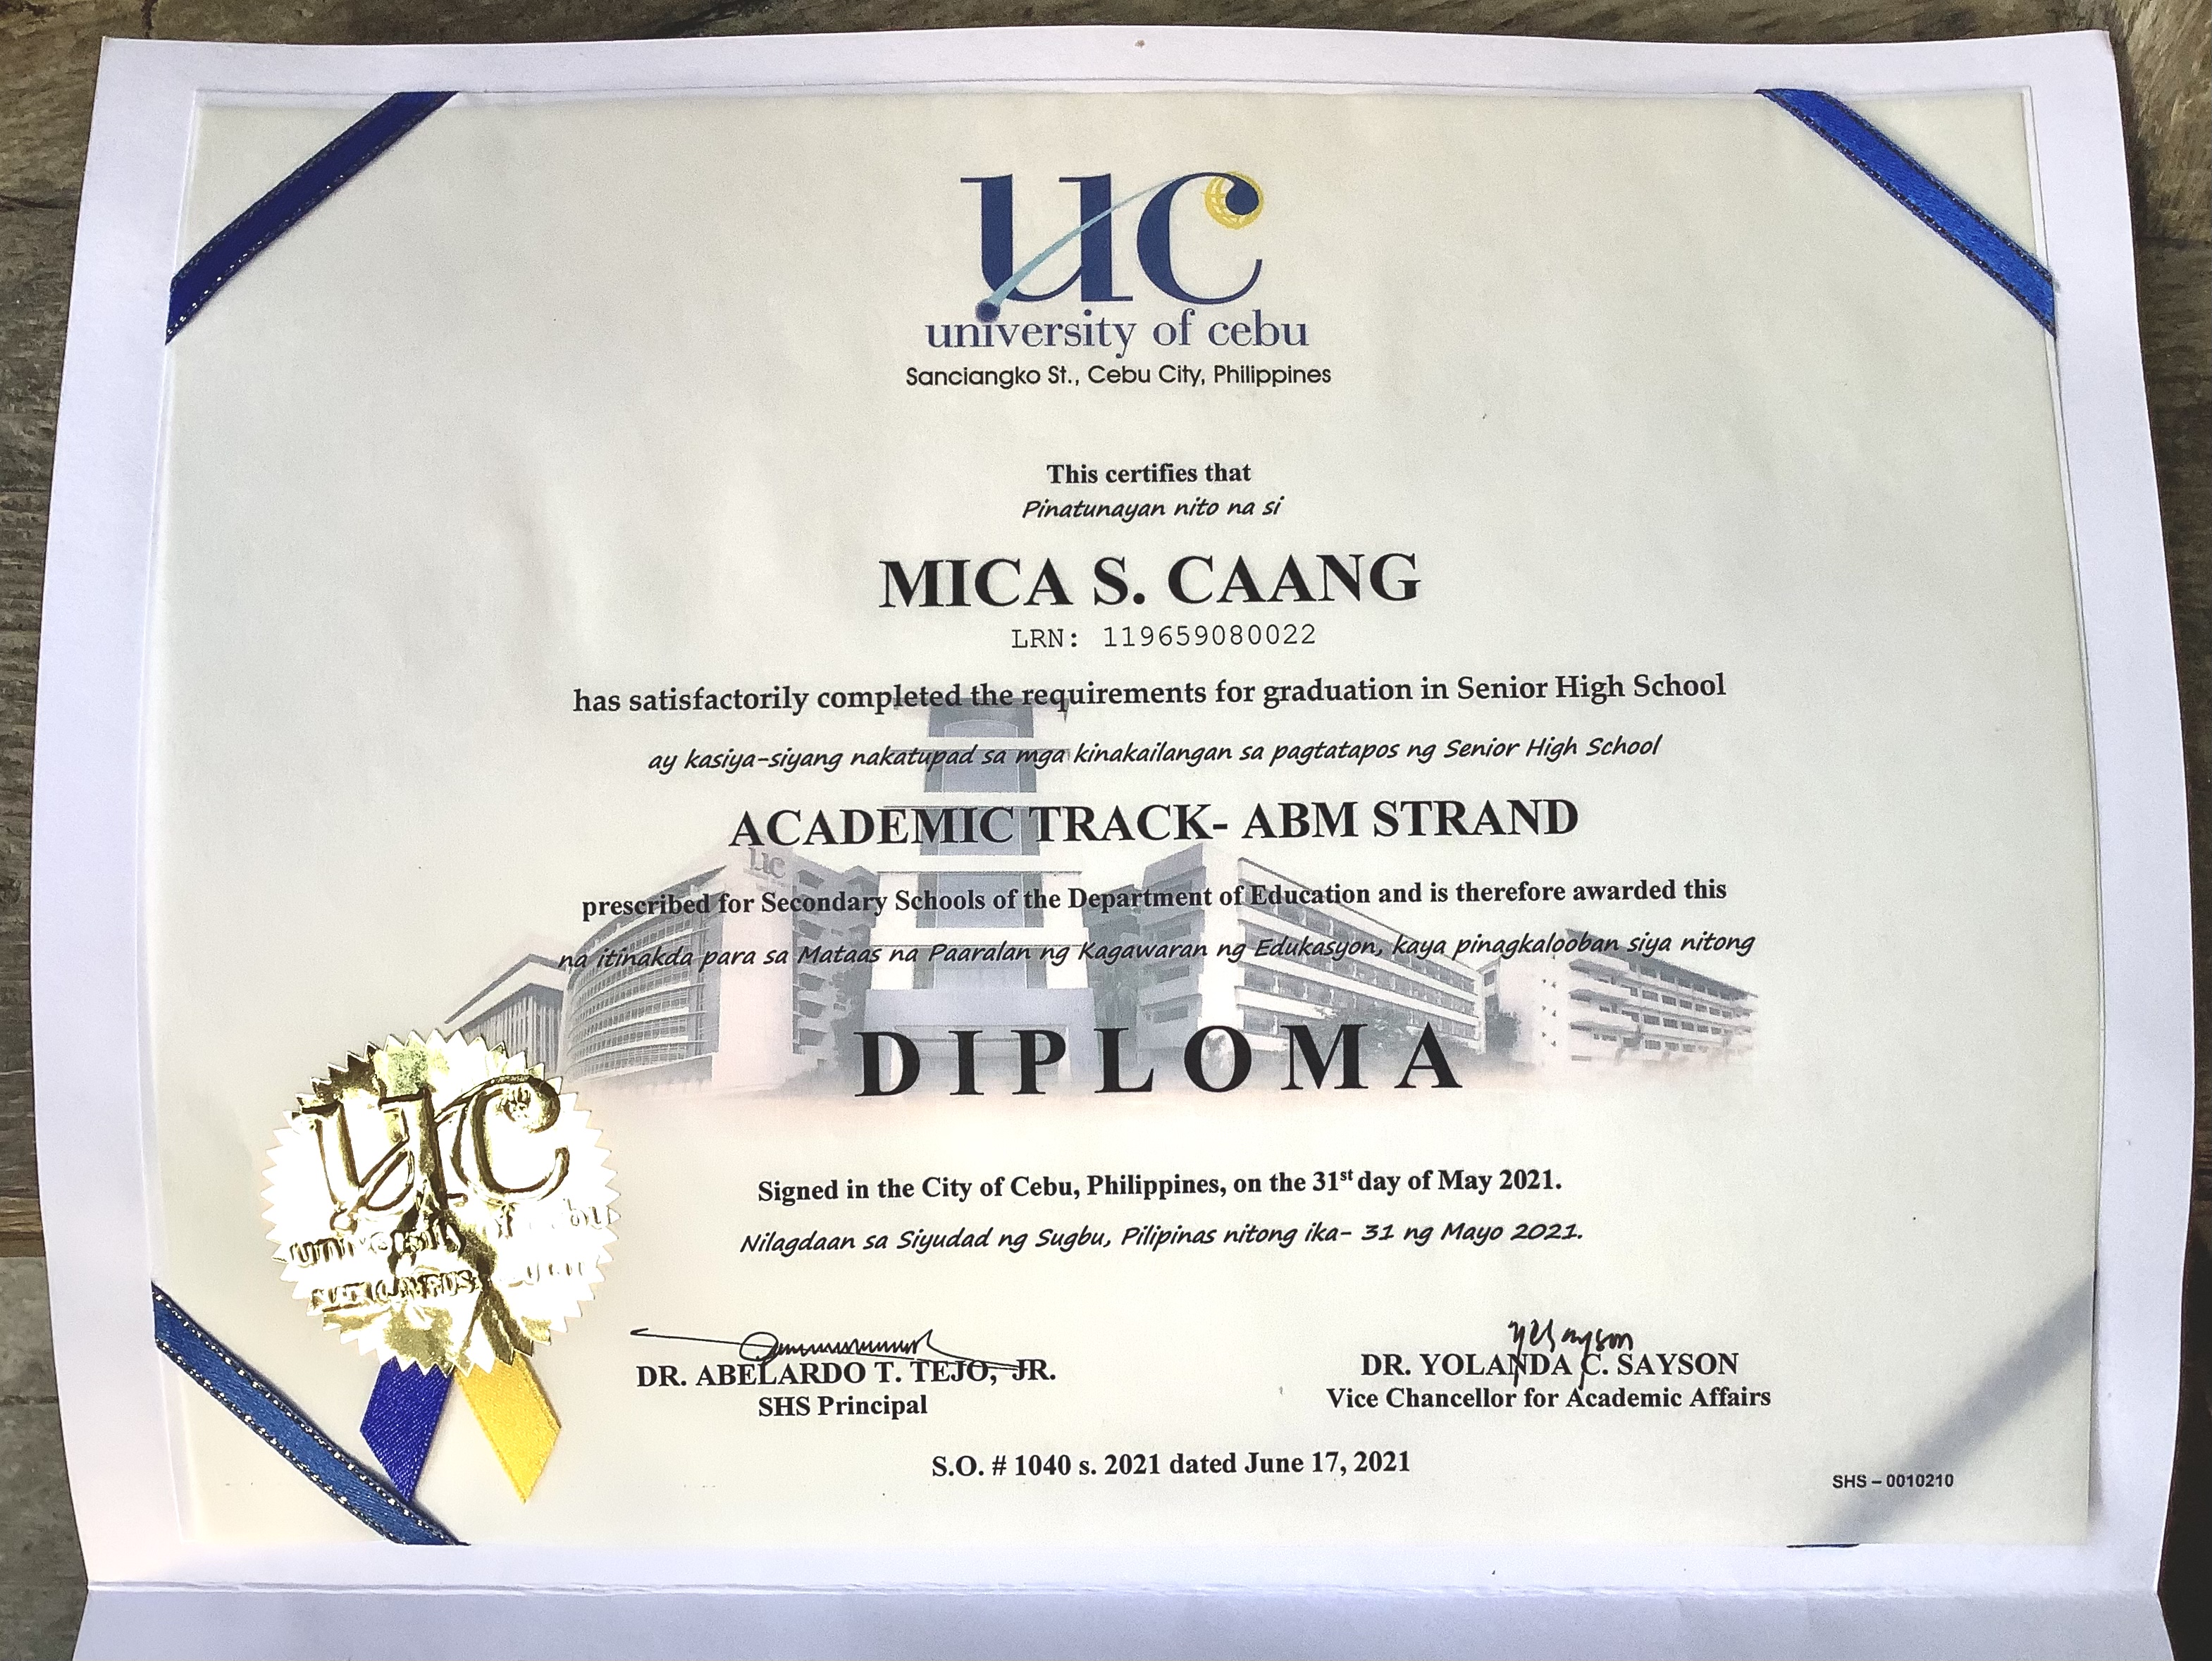 uc
university of cebu
Sanciangko St., Cebu City, Philippines
This certifies that
Pinatunayan nito na si
MICA S. CAANG
LRN: 119659080022
has satisfactorily completed the requirements for graduation in Senior High School
ay kasiya-siyang nakatupad sa mga kinakailangan sa pagtatapos ng Senior High School
ACADEMIC TRACK- ABM STRAND
uc
prescribed for Secondary Schools of the Department of Education and is therefore awarded this
na itinakda para sa Mataas na Paaralan ng Kagawaran ng Edukasyon, kaya pinagkalooban siya nitong
DIPLOMA
uc
Signed in the City of Cebu, Philippines, on the 31st day of May 2021.
Nilagdaan sa Siyudad ng Sugbu, Pilipinas nitong ika- 31 ng Mayo 2021.
DR. ABELARDO T. TEJO, JR.
SHS Principal
yCSayson
DR. YOLANDA C. SAYSON
Vice Chancellor for Academic Affairs
S.O. # 1040 s. 2021 dated June 17, 2021
SHS – 0010210